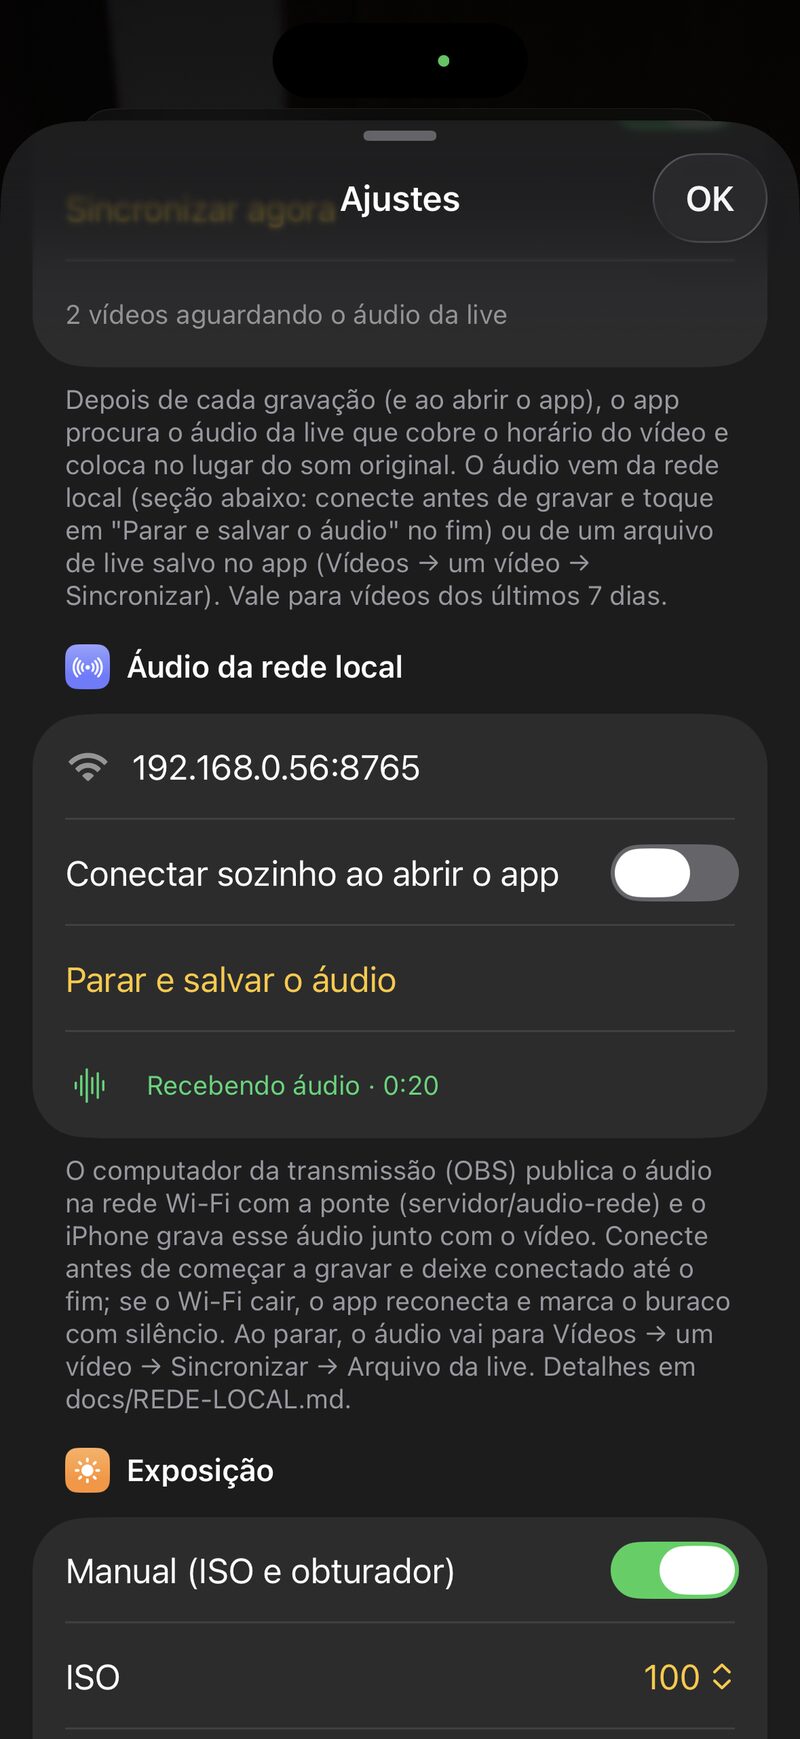 Sincronizar agora
Ajustes
OK
2 vídeos aguardando o áudio da live
Depois de cada gravação (e ao abrir o app), o app
procura o áudio da live que cobre o horário do vídeo e
coloca no lugar do som original. O áudio vem da rede
local (seção abaixo: conecte antes de gravar e toque
em "Parar e salvar o áudio" no fim) ou de um arquivo
de live salvo no app (Vídeos → um vídeo →
Sincronizar). Vale para vídeos dos últimos 7 dias.
Áudio da rede local
192.168.0.56:8765
Conectar sozinho ao abrir o app
Parar e salvar o áudio
Recebendo áudio · 0:20
O computador da transmissão (OBS) publica o áudio
na rede Wi-Fi com a ponte (servidor/audio-rede) e o
iPhone grava esse áudio junto com o vídeo. Conecte
antes de começar a gravar e deixe conectado até o
fim; se o Wi-Fi cair, o app reconecta e marca o buraco
com silêncio. Ao parar, o áudio vai para Vídeos → um
vídeo → Sincronizar → Arquivo da live. Detalhes em
docs/REDE-LOCAL.md.
Exposição
Manual (ISO e obturador)
ISO
100